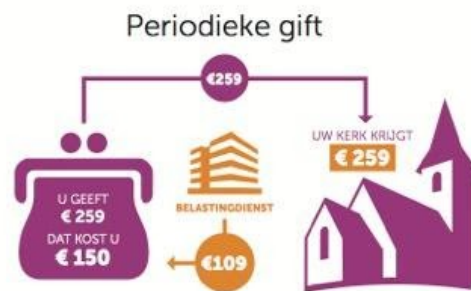 Periodieke gift
€259
UW KERK KRIJGT
€ 259
U GEEFT
€ 259
DAT KOST U
€ 150
BELASTINGDIENST
€109